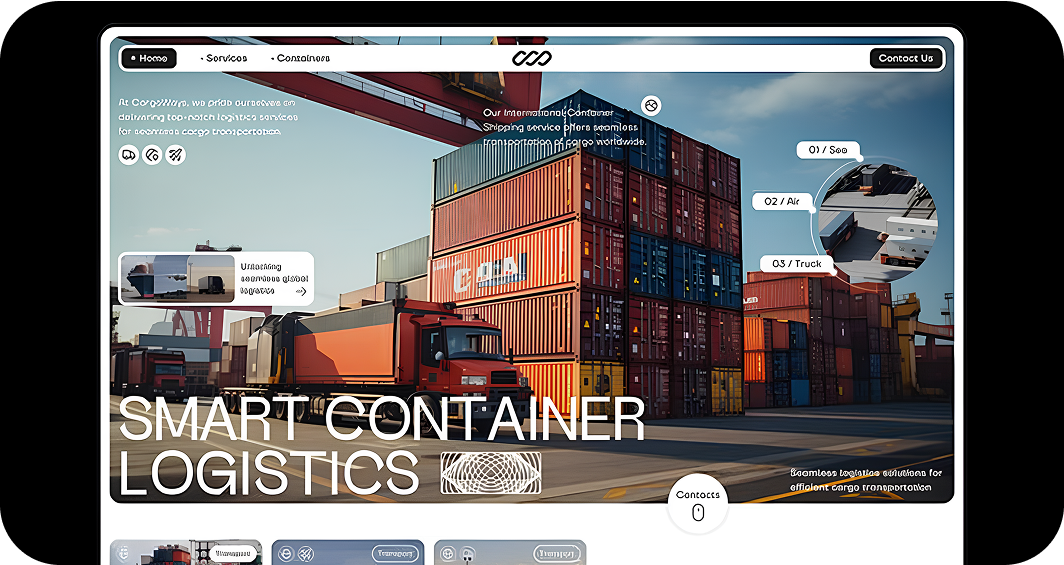 Home
Services
Containers
Contact Us
At CargoWays, we pride ourselves on
delivering top-notch logistics services
for seamless cargo transportation.
Our International Container
Shipping service offers seamless
transportation of cargo worldwide.
01 / Sea
02 / Air
03 / Truck
Unlocking
seamless global
logistics
SMART CONTAINER
LOGISTICS
Seamless logistics solutions for
efficient cargo transportation
Contacts
Transport